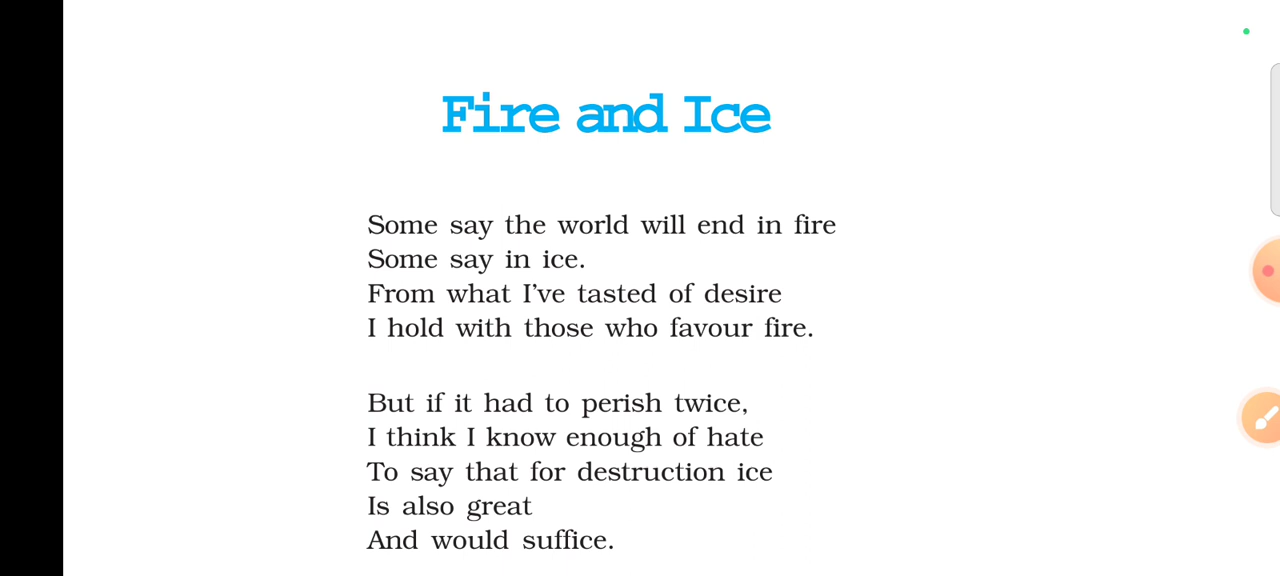 Fire and Ice
Some say the world will end in fire
Some say in ice.
From what I've tasted of desire
I hold with those who favour fire.
But if it had to perish twice,
I think I know enough of hate
To say that for destruction ice
Is also great
And would suffice.